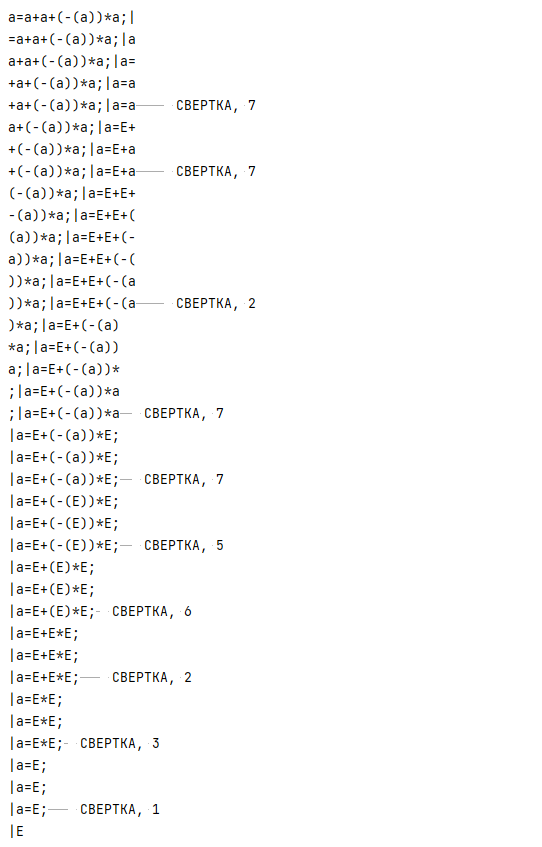 a=a+a+(-(a))*a;|
=a+a+(-(a))*a;|a
a+a+(-(a))*a;|a=
+a+(-(a))*a;|a=a
+a+(-(a))*a;|a=a—— СВЕРТКА, 7
a+(-(a))*a;|a=E+
+(-(a))*a;|a=E+a
+(-(a))*a;|a=E+a—— СВЕРТКА, 7
(-(a))*a;|a=E+E+
-(a))*a;|a=E+E+(
(a))*a;|a=E+E+(-
a))*a;|a=E+E+(-(
))*a;|a=E+E+(-(a
))*a;|a=E+E+(-(a—— СВЕРТКА, 2
)*a;|a=E+(-(a)
*a;|a=E+(-(a))
a;|a=E+(-(a))*
;|a=E+(-(a))*a
;|a=E+(-(a))*a— СВЕРТКА, 7
|a=E+(-(a))*E;
|a=E+(-(a))*E;
|a=E+(-(a))*E;— СВЕРТКА, 7
|a=E+(-(E))*E;
|a=E+(-(E))*E;
|a=E+(-(E))*E;— СВЕРТКА, 5
|a=E+(E)*E;
|a=E+(E)*E;
|a=E+(E)*E;- СВЕРТКА, 6
|a=E+E*E;
|a=E+E*E;
|a=E+E*E;—— СВЕРТКА, 2
|a=E*E;
|a=E*E;
|a=E*E;- СВЕРТКА, 3
|a=E;
|a=E;
|a=E;—— СВЕРТКА, 1
|E